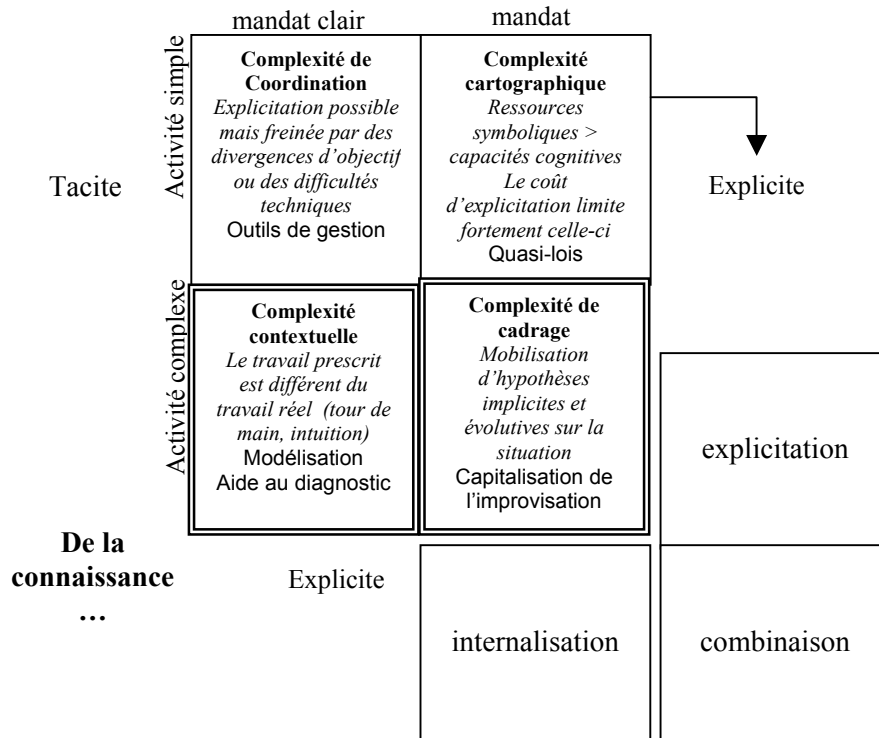 mandat clair
mandat
Activité simple
Complexité de
Coordination
Explicitation possible
mais freinée par des
divergences d'objectif
ou des difficultés
techniques
Outils de gestion
Complexité
cartographique
Ressources
symboliques >
capacités cognitives
Le coût
d'explicitation limite
fortement celle-ci
Quasi-lois
Tacite
Explicite
Activité complexe
Complexité
contextuelle
Le travail prescrit
est différent du
travail réel (tour de
main, intuition)
Modélisation
Aide au diagnostic
Complexité de
cadrage
Mobilisation
d'hypothèses
implicites et
évolutives sur la
situation
Capitalisation de
l'improvisation
explicitation
De la
connaissance
…
Explicite
internalisation
combinaison